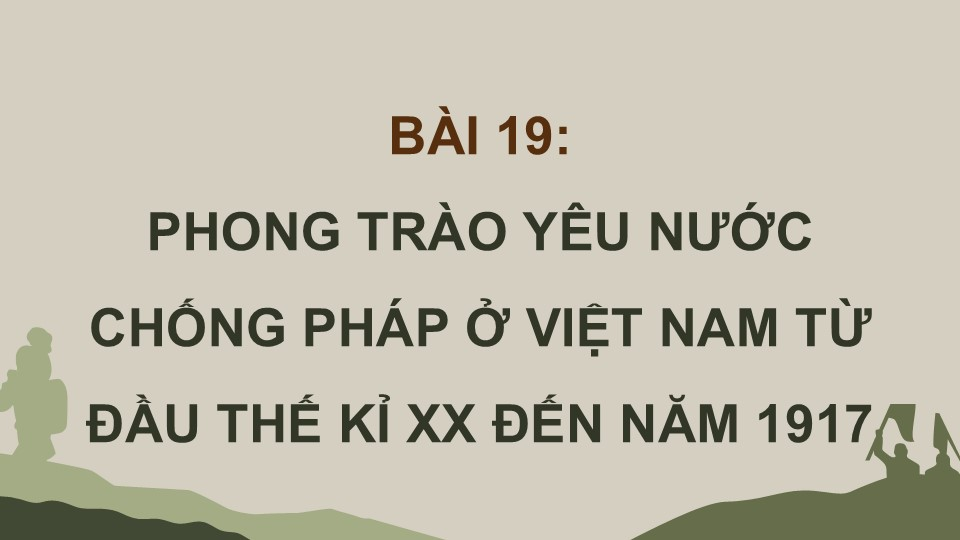 BÀI 19:
PHONG TRÀO YÊU NƯỚC
CHỐNG PHÁP Ở VIỆT NAM TỪ
ĐẦU THẾ KỈ XX ĐẾN NĂM 1917